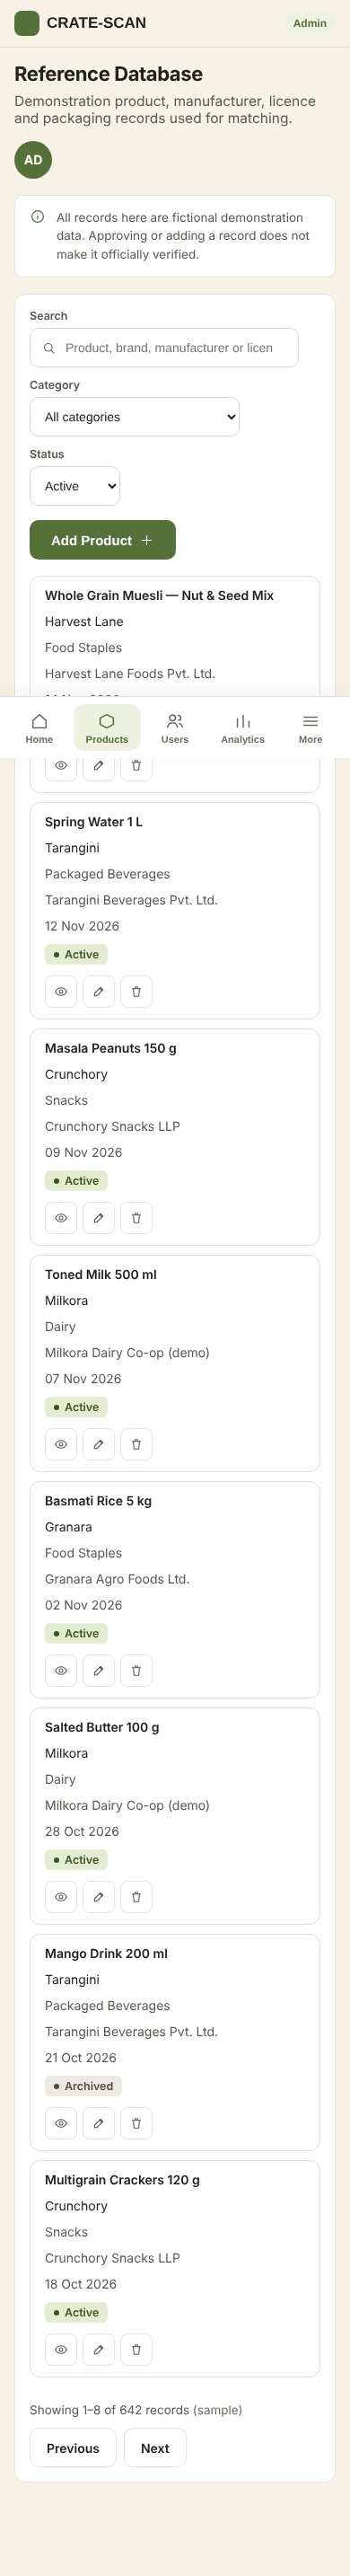 CRATE-SCAN
Admin
Reference Database
Demonstration product, manufacturer, licence
and packaging records used for matching.
AD
All records here are fictional demonstration
data. Approving or adding a record does not
make it officially verified.
Search
Product, brand, manufacturer or licen
Category
All categories
Status
Active
Add Product
Whole Grain Muesli — Nut & Seed Mix
Harvest Lane
Food Staples
Harvest Lane Foods Pvt. Ltd.
Home
Products
Users
Analytics
More
Spring Water 1 L
Tarangini
Packaged Beverages
Tarangini Beverages Pvt. Ltd.
12 Nov 2026
Active
Masala Peanuts 150 g
Crunchory
Snacks
Crunchory Snacks LLP
09 Nov 2026
Active
Toned Milk 500 ml
Milkora
Dairy
Milkora Dairy Co-op (demo)
07 Nov 2026
Active
Basmati Rice 5 kg
Granara
Food Staples
Granara Agro Foods Ltd.
02 Nov 2026
Active
Salted Butter 100 g
Milkora
Dairy
Milkora Dairy Co-op (demo)
28 Oct 2026
Active
Mango Drink 200 ml
Tarangini
Packaged Beverages
Tarangini Beverages Pvt. Ltd.
21 Oct 2026
Archived
Multigrain Crackers 120 g
Crunchory
Snacks
Crunchory Snacks LLP
18 Oct 2026
Active
Showing 1–8 of 642 records (sample)
Previous
Next